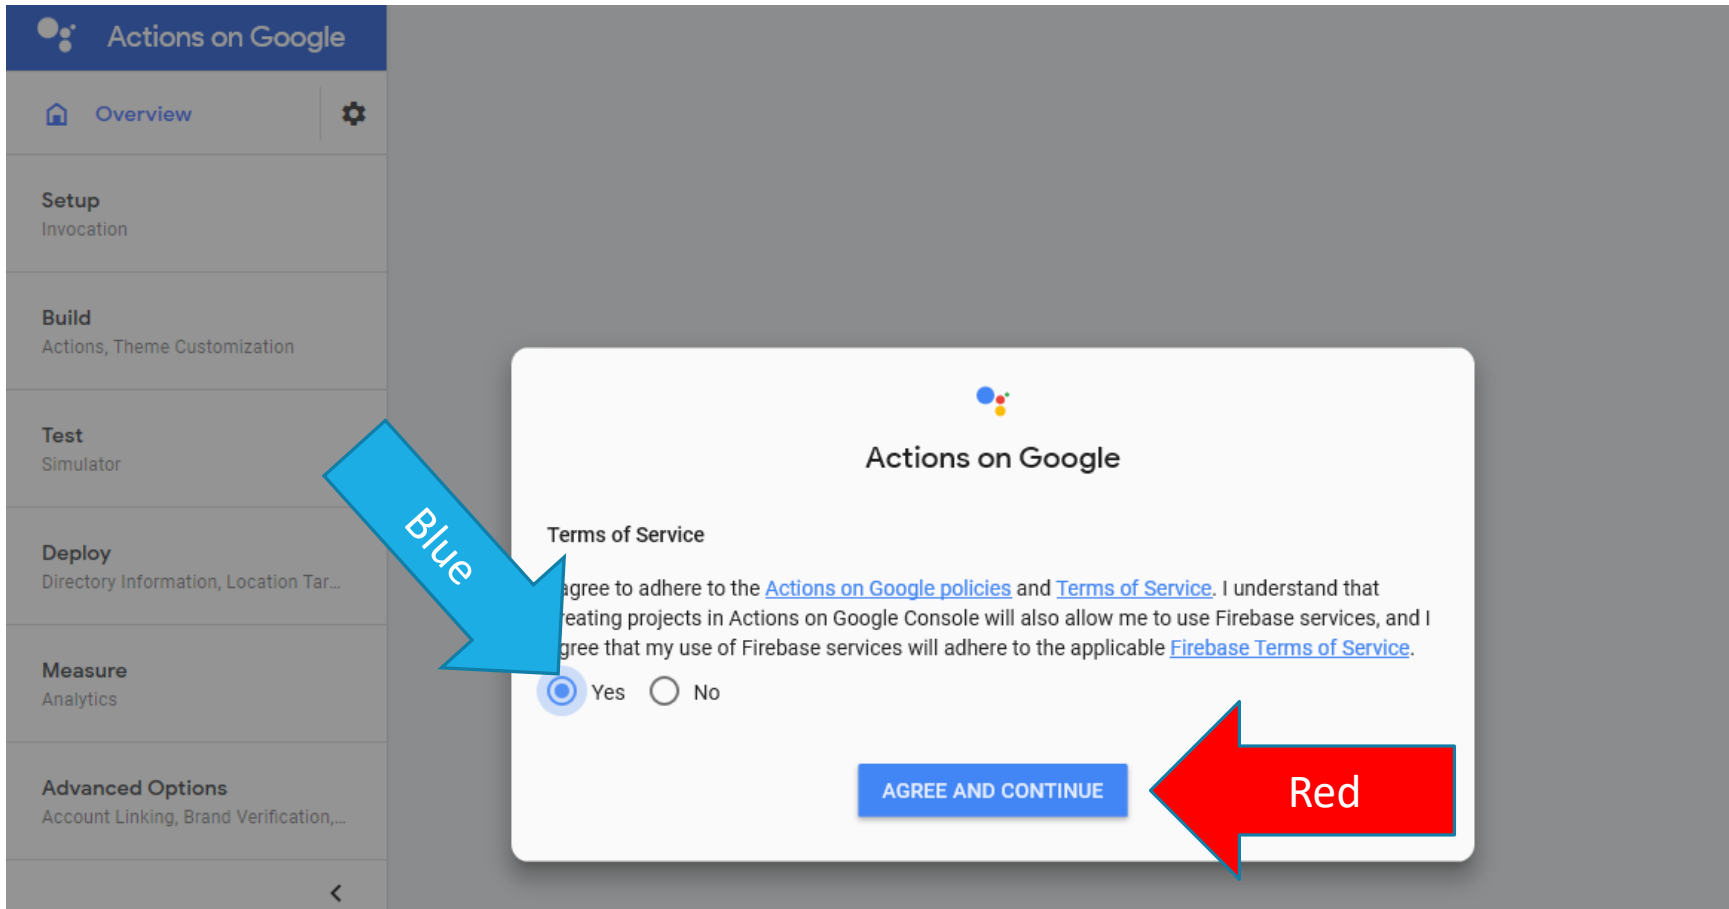 Actions on Google
Overview
Setup
Invocation
Build
Actions, Theme Customization
Test
Simulator
Deploy
Directory Information, Location Tar...
Measure
Analytics
Advanced Options
Account Linking, Brand Verification,...
Actions on Google
Terms of Service
agree to adhere to the Actions on Google policies and Terms of Service. I understand that
reating projects in Actions on Google Console will also allow me to use Firebase services, and I
gree that my use of Firebase services will adhere to the applicable Firebase Terms of Service.
Yes No
AGREE AND CONTINUE
Blue
Red